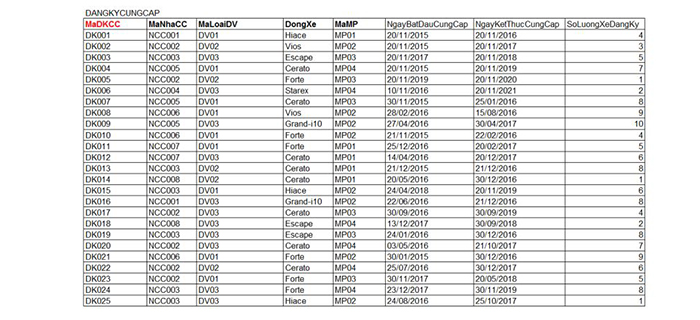 DANGKYCUNGCAP
MaDKCC MaNhaCC MaLoaiDV DongXe MaMP NgayBatDauCungCap NgayKetThucCungCap SoLuongXeDangKy
DK001 NCC001 DV01 Hiace MP01 20/11/2015 20/11/2016 4
DK002 NCC002 DV02 Vios MP02 20/11/2015 20/11/2017 3
DK003 NCC003 DV03 Escape MP03 20/11/2017 20/11/2018 5
DK004 NCC005 DV01 Cerato MP04 20/11/2015 20/11/2019 7
DK005 NCC002 DV02 Forte MP03 20/11/2019 20/11/2020 1
DK006 NCC004 DV03 Starex MP04 10/11/2016 20/11/2021 2
DK007 NCC005 DV01 Cerato MP03 30/11/2015 25/01/2016 8
DK008 NCC006 DV01 Vios MP02 28/02/2016 15/08/2016 9
DK009 NCC005 DV03 Grand-i10 MP02 27/04/2016 30/04/2017 10
DK010 NCC006 DV01 Forte MP02 21/11/2015 22/02/2016 4
DK011 NCC007 DV01 Forte MP01 25/12/2016 20/02/2017 5
DK012 NCC007 DV03 Cerato MP01 14/04/2016 20/12/2017 6
DK013 NCC003 DV02 Cerato MP01 21/12/2015 21/12/2016 8
DK014 NCC008 DV02 Cerato MP01 20/05/2016 30/12/2016 1
DK015 NCC003 DV01 Hiace MP02 24/04/2018 20/11/2019 6
DK016 NCC001 DV03 Grand-i10 MP02 22/06/2016 21/12/2016 8
DK017 NCC002 DV03 Cerato MP03 30/09/2016 30/09/2019 4
DK018 NCC008 DV03 Escape MP04 13/12/2017 30/09/2018 2
DK019 NCC003 DV03 Escape MP03 24/01/2016 30/12/2016 8
DK020 NCC002 DV03 Cerato MP04 03/05/2016 21/10/2017 7
DK021 NCC006 DV01 Forte MP02 30/01/2015 30/12/2016 9
DK022 NCC002 DV02 Cerato MP04 25/07/2016 30/12/2016 6
DK023 NCC002 DV01 Forte MP03 30/11/2017 20/05/2018 5
DK024 NCC003 DV03 Forte MP04 23/12/2017 30/11/2019 8
DK025 NCC003 DV03 Hiace MP02 24/08/2016 25/10/2017 1